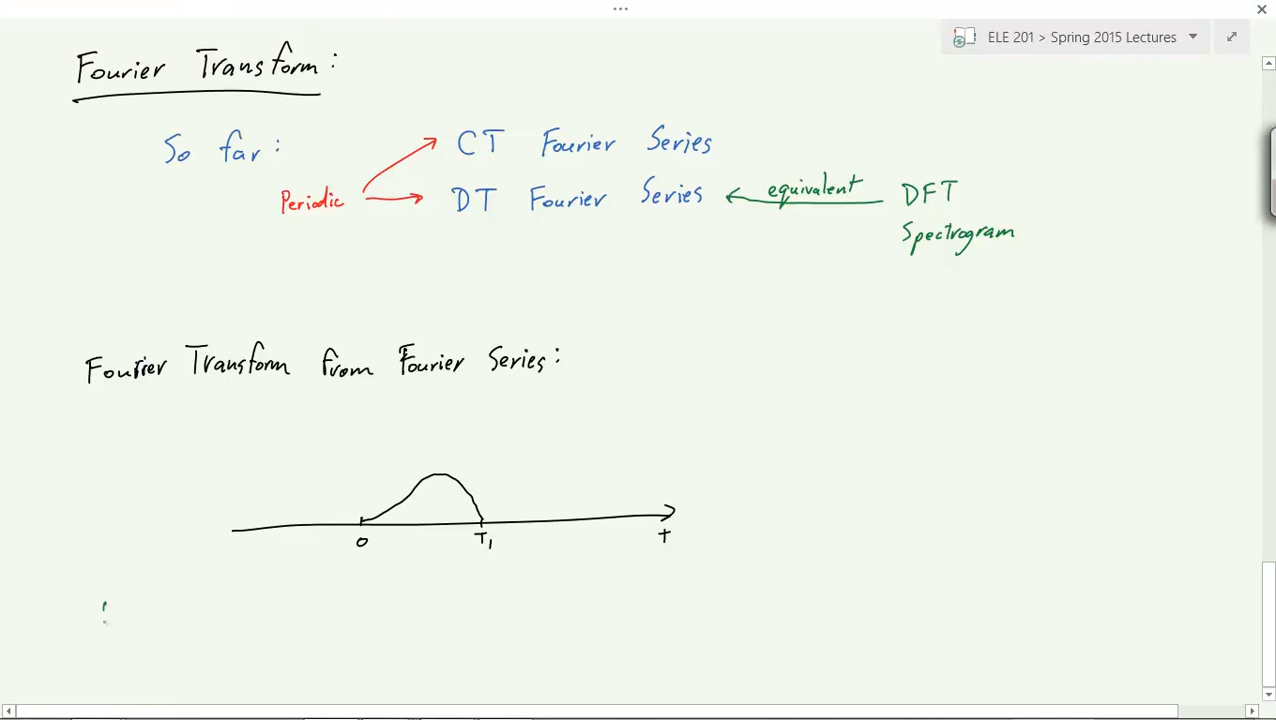 ...
ELE 201 > Spring 2015 Lectures
Fourier Transform:
So far:
CT Fourier Series
Periodic
DT Fourier Series
equivalent
DFT
Spectrogram
Fourier Transform from Fourier Series:
0
T1
t